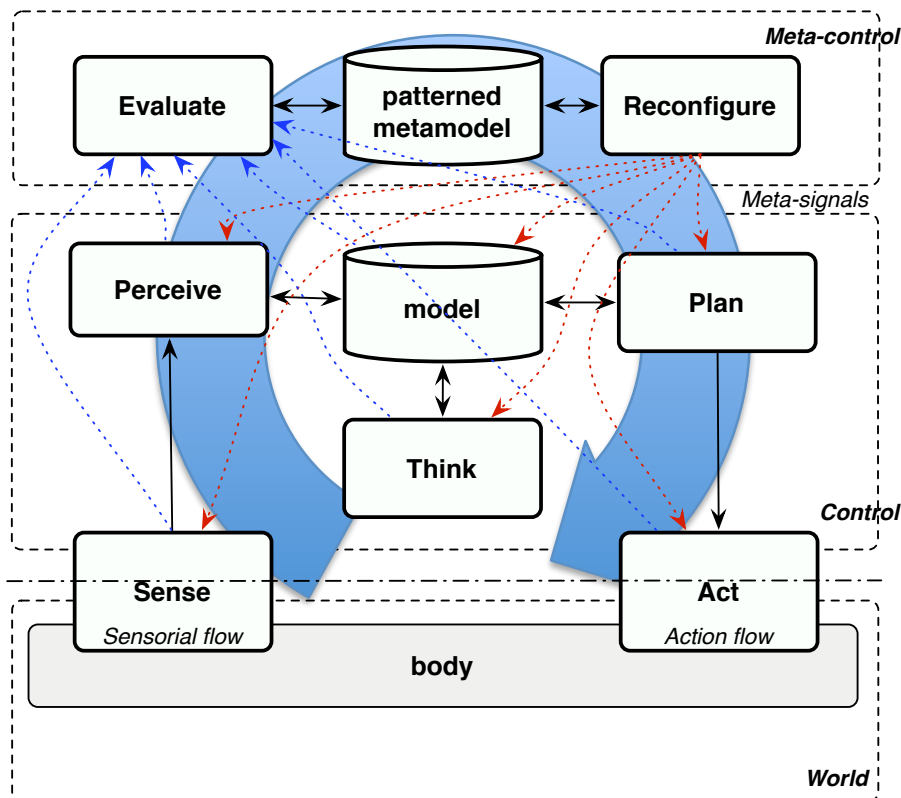 Meta-control
Evaluate
patterned
metamodel
Reconfigure
Meta-signals
Perceive
model
Plan
Think
Control
Sense
Sensorial flow
Act
Action flow
body
World